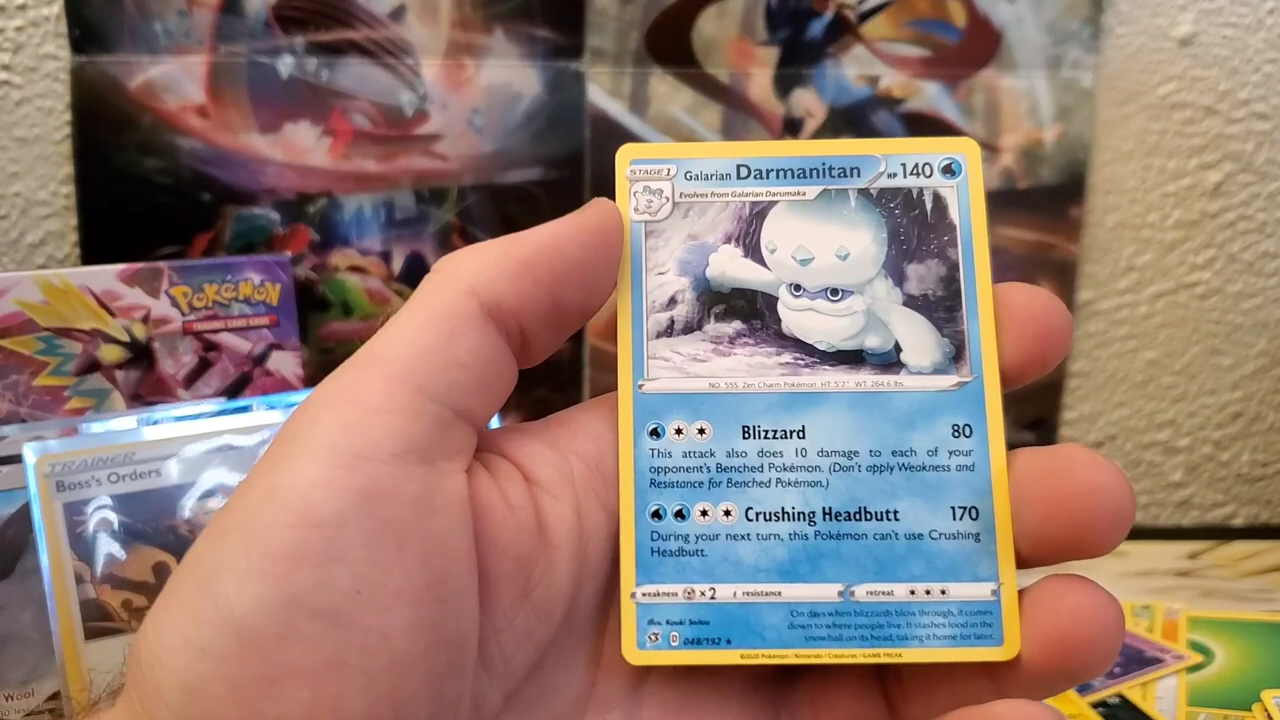 STAGE 1
Galarian Darmanitan
HP 140
Evolves from Galarian Darumaka
NO. 555 Zen Charm Pokémon HT: 5'7" WT: 264.6 lbs.
Blizzard 80
This attack also does 10 damage to each of your
opponent's Benched Pokémon. (Don't apply Weakness and
Resistance for Benched Pokémon.)
Crushing Headbutt 170
During your next turn, this Pokémon can't use Crushing
Headbutt.
weakness ×2 resistance retreat
Illus. Kouki Saitou
D 048/192 ★
On days when blizzards blow through, it comes
down to where people live. It stashes food in the
snowball on its head, taking it home for later.
©2020 Pokémon / Nintendo / Creatures / GAME FREAK
POKÉMON
TRADING CARD GAME
TRAINER
Boss's Orders
Wool